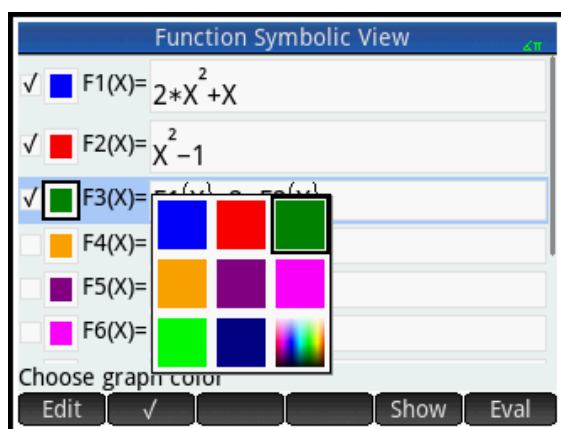 Function Symbolic View
∡π
√ F1(X)= 2*X²+X
√ F2(X)= X²−1
√ F3(X)=
F4(X)=
F5(X)=
F6(X)=
Choose graph color
Edit √ Show Eval